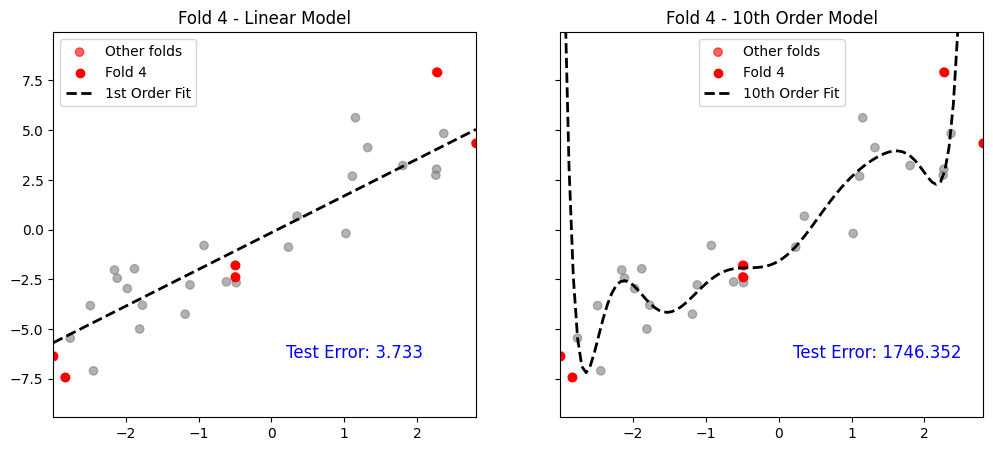 Fold 4 - Linear Model
Other folds
Fold 4
1st Order Fit
7.5
5.0
2.5
0.0
−2.5
−5.0
−7.5
Test Error: 3.733
−2
−1
0
1
2
Fold 4 - 10th Order Model
Other folds
Fold 4
10th Order Fit
Test Error: 1746.352
−2
−1
0
1
2